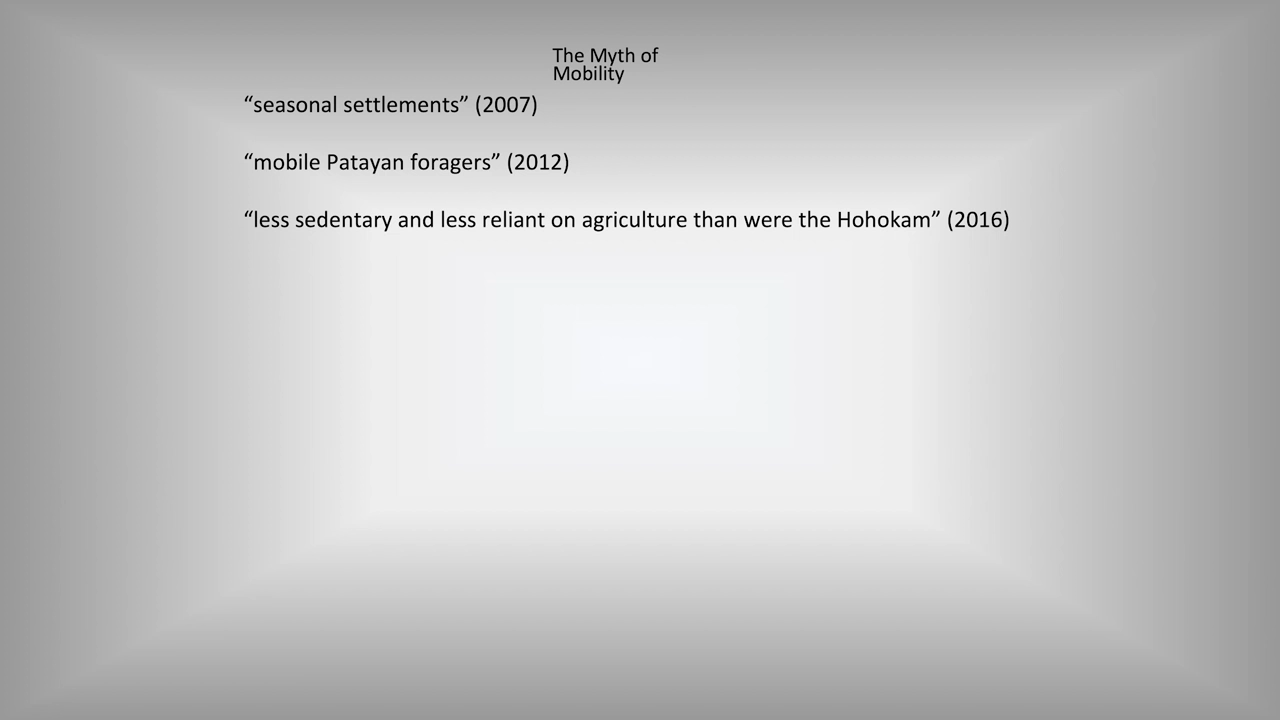 The Myth of
Mobility
“seasonal settlements” (2007)
“mobile Patayan foragers” (2012)
“less sedentary and less reliant on agriculture than were the Hohokam” (2016)